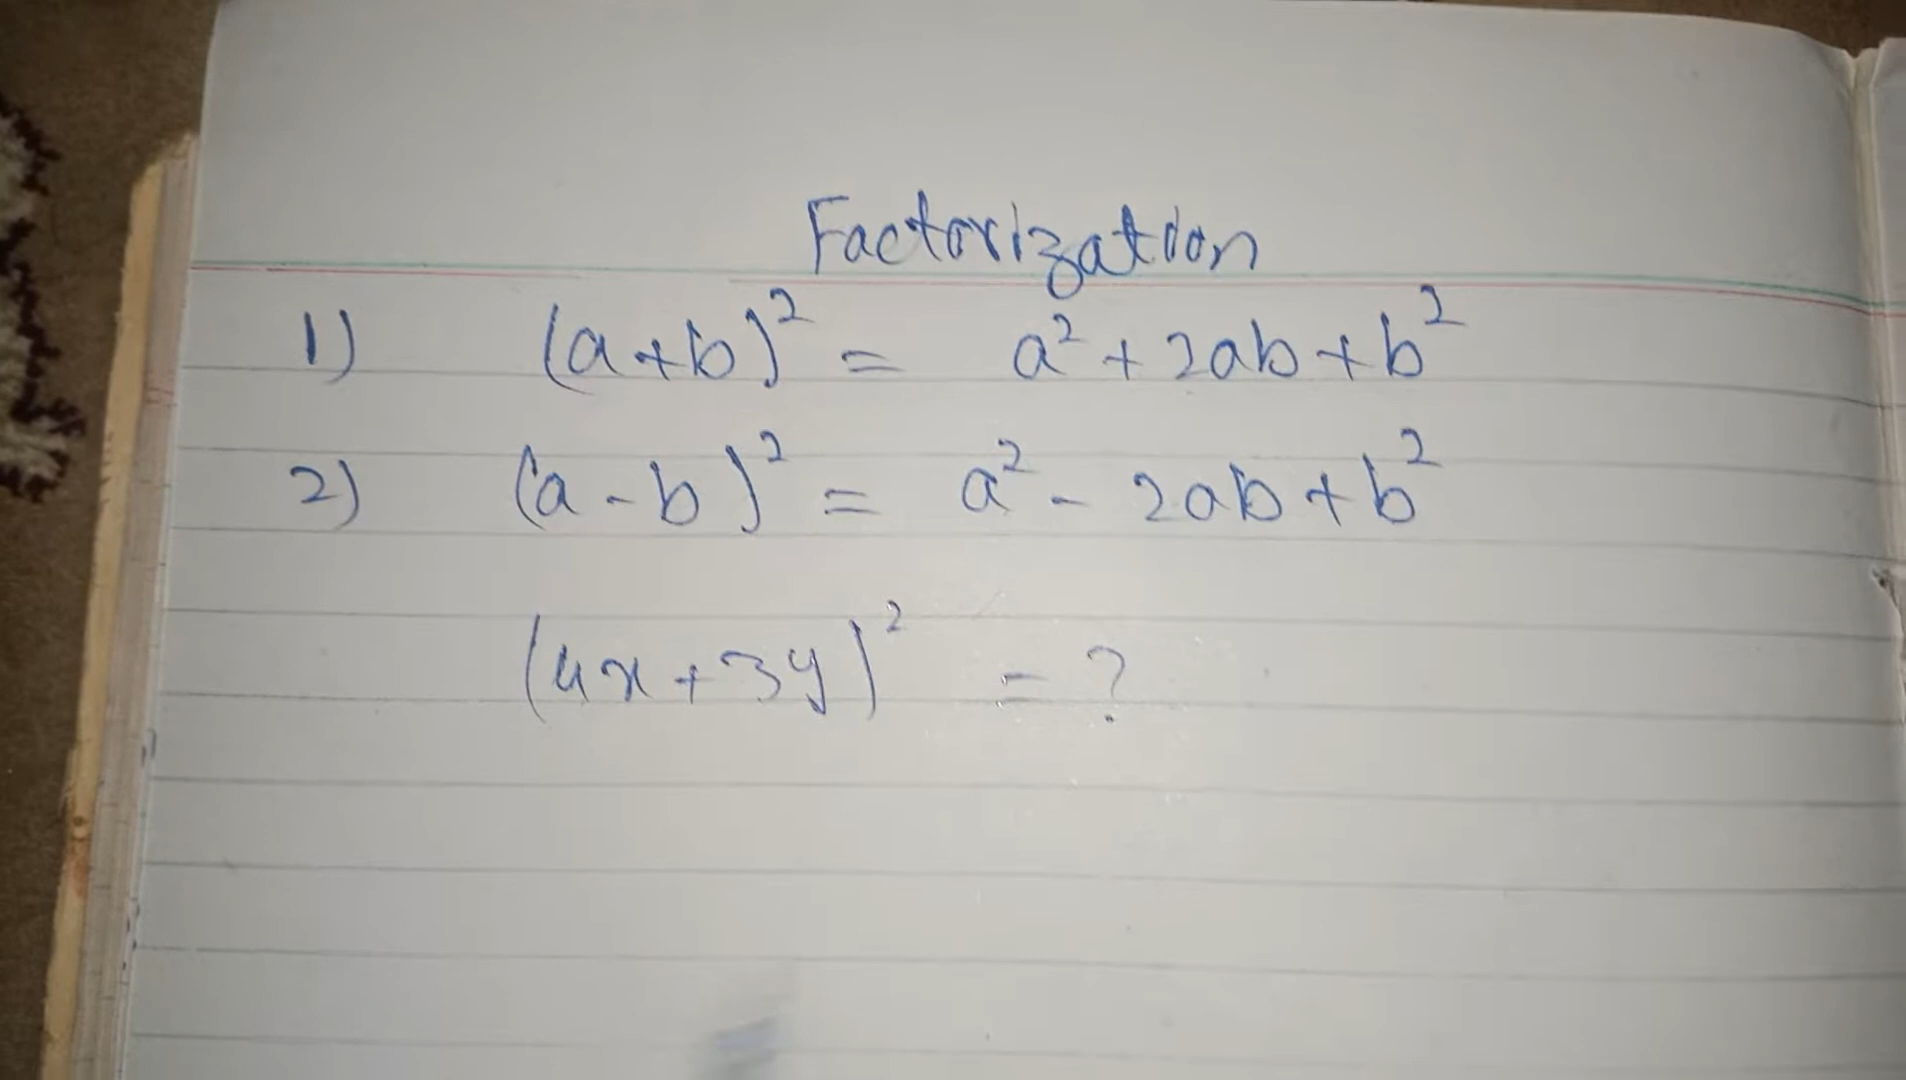 Factorization
1) (a+b)² = a² + 2ab + b²
2) (a - b)² = a² - 2ab + b²
(4x + 3y)² = ?